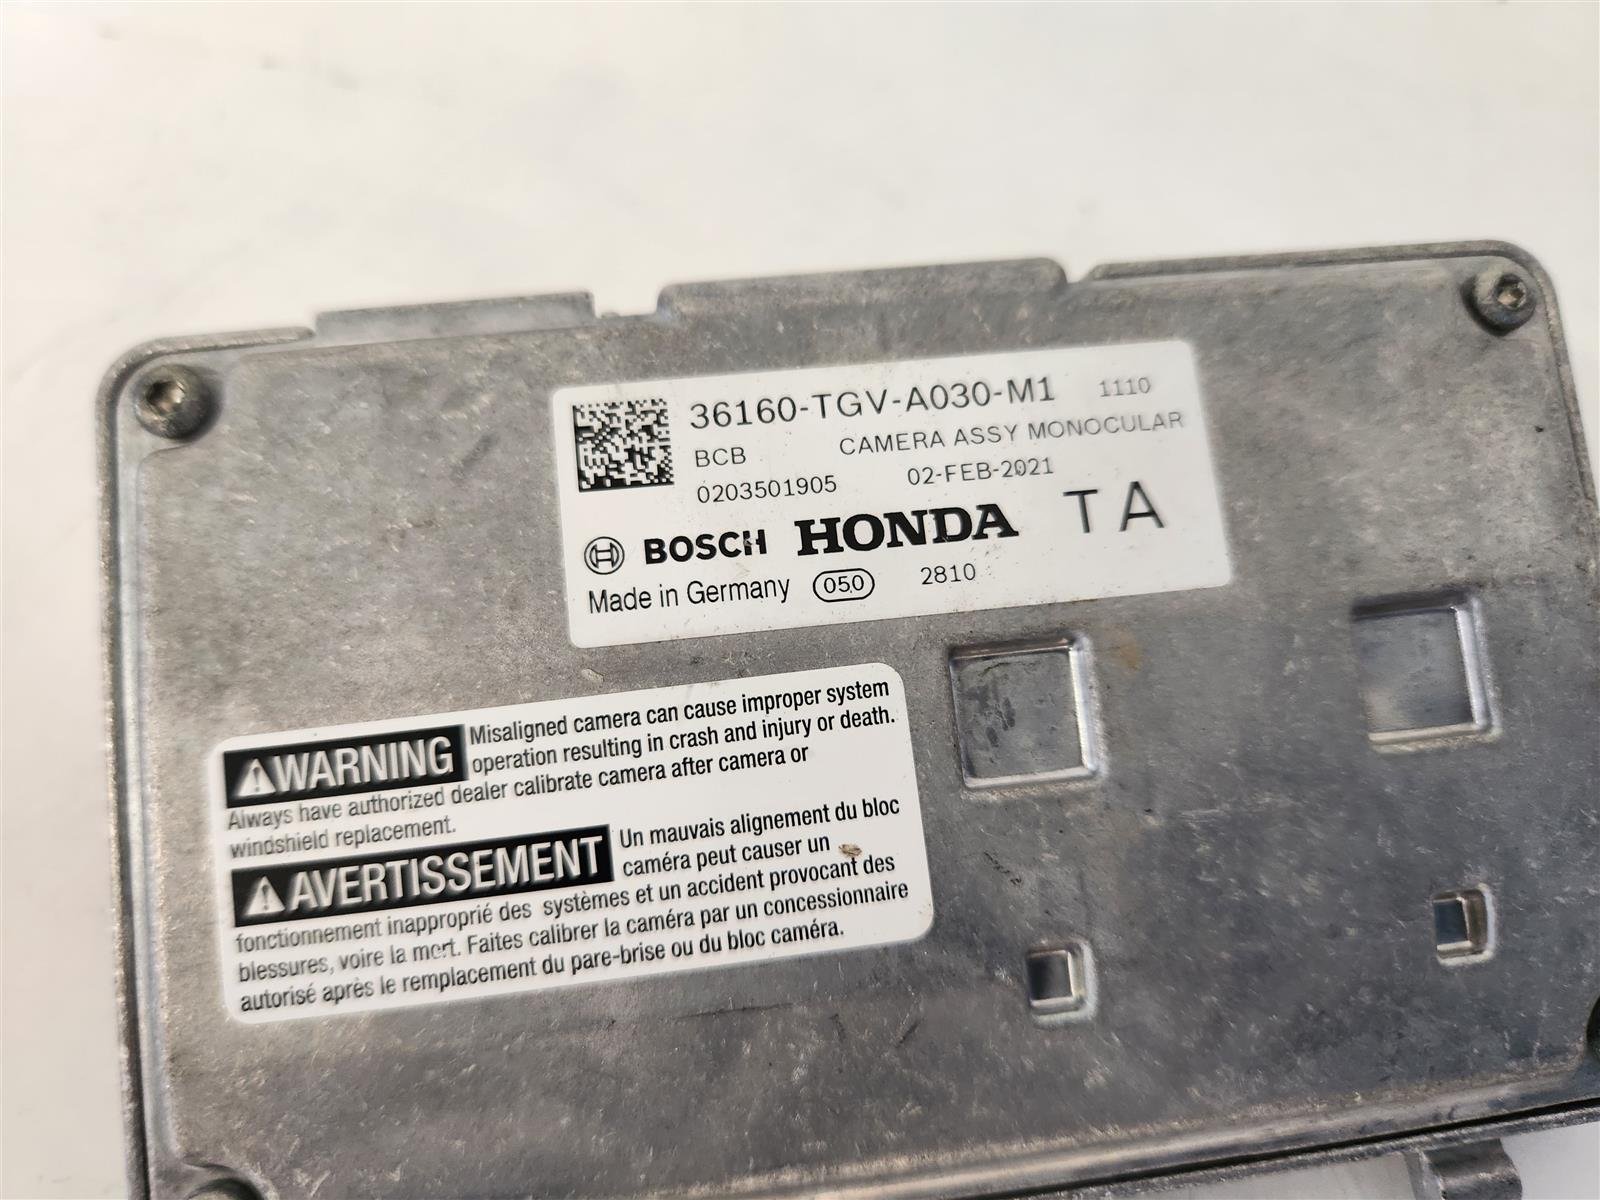 36160-TGV-A030-M1 1110
BCB CAMERA ASSY MONOCULAR
0203501905 02-FEB-2021
BOSCH HONDA TA
Made in Germany 050 2810
WARNING Misaligned camera can cause improper system
operation resulting in crash and injury or death.
Always have authorized dealer calibrate camera after camera or
windshield replacement.
AVERTISSEMENT Un mauvais alignement du bloc
caméra peut causer un
fonctionnement inapproprié des systèmes et un accident provocant des
blessures, voire la mort. Faites calibrer la caméra par un concessionnaire
autorisé après le remplacement du pare-brise ou du bloc caméra.